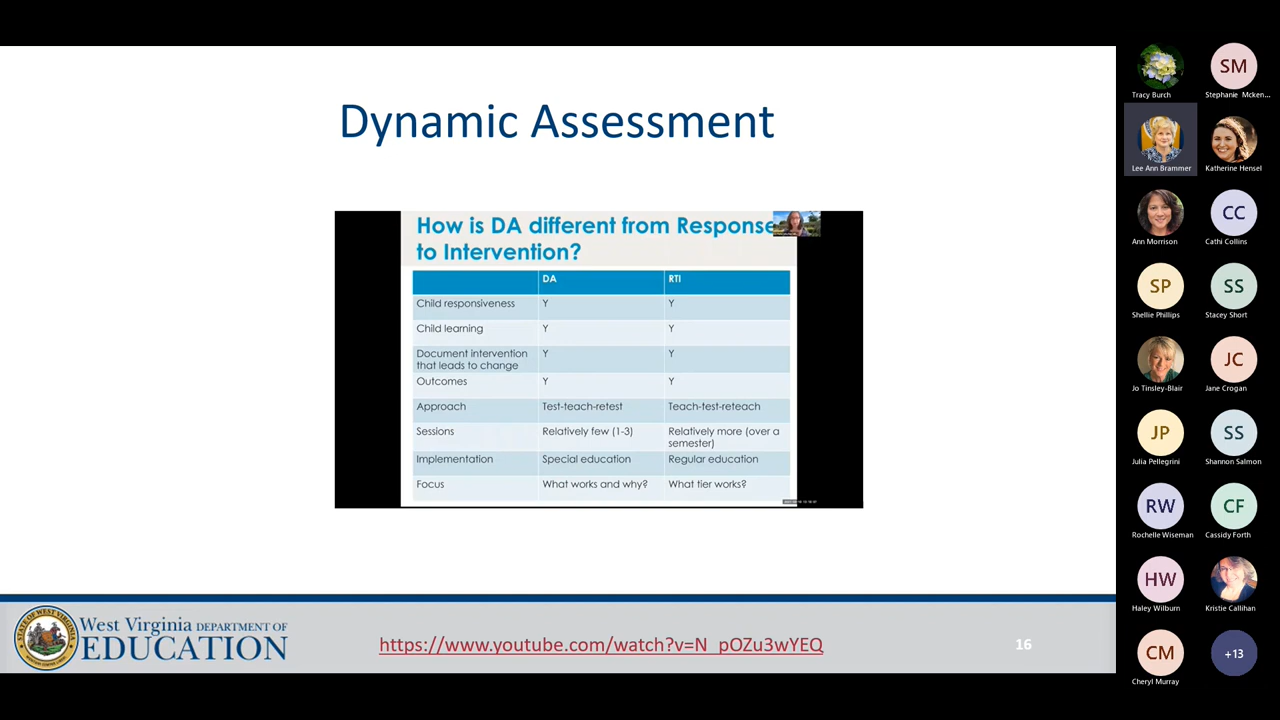 Dynamic Assessment
How is DA different from Response
to Intervention?
DA RTI
Child responsiveness Y Y
Child learning Y Y
Document intervention
that leads to change Y Y
Outcomes Y Y
Approach Test-teach-retest Teach-test-reteach
Sessions Relatively few (1-3) Relatively more (over a
semester)
Implementation Special education Regular education
Focus What works and why? What tier works?
West Virginia DEPARTMENT OF
EDUCATION
https://www.youtube.com/watch?v=N_pOZu3wYEQ
16
SM
Tracy Burch Stephanie Mcken...
Lee Ann Brammer Katherine Hensel
CC
Ann Morrison Cathi Collins
SP SS
Shellie Phillips Stacey Short
JC
Jo Tinsley-Blair Jane Crogan
JP SS
Julia Pellegrini Shannon Salmon
RW CF
Rochelle Wiseman Cassidy Forth
HW
Haley Wilburn Kristie Callihan
CM +13
Cheryl Murray